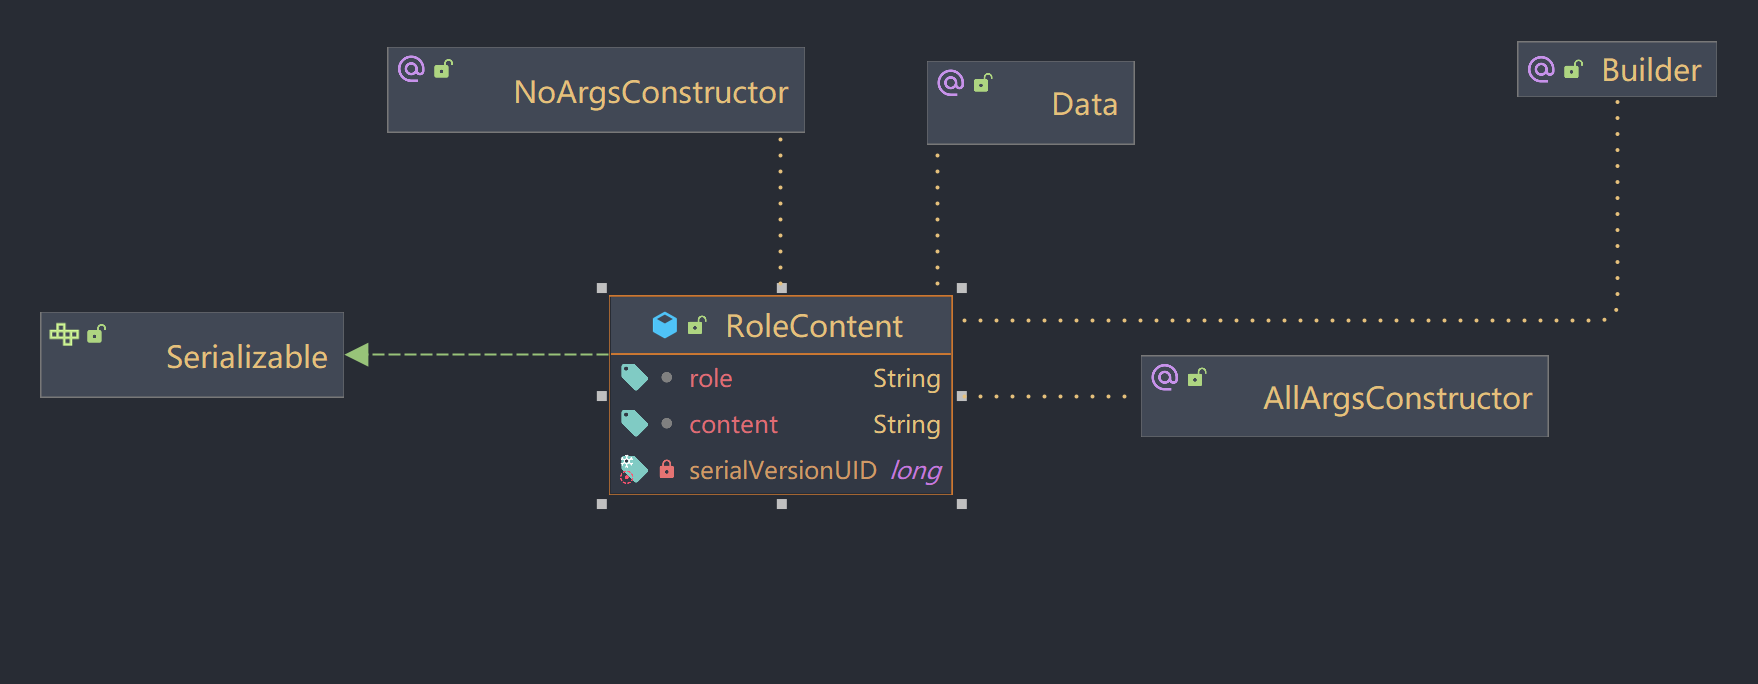 NoArgsConstructor
Data
Builder
Serializable
RoleContent
role String
content String
serialVersionUID long
AllArgsConstructor